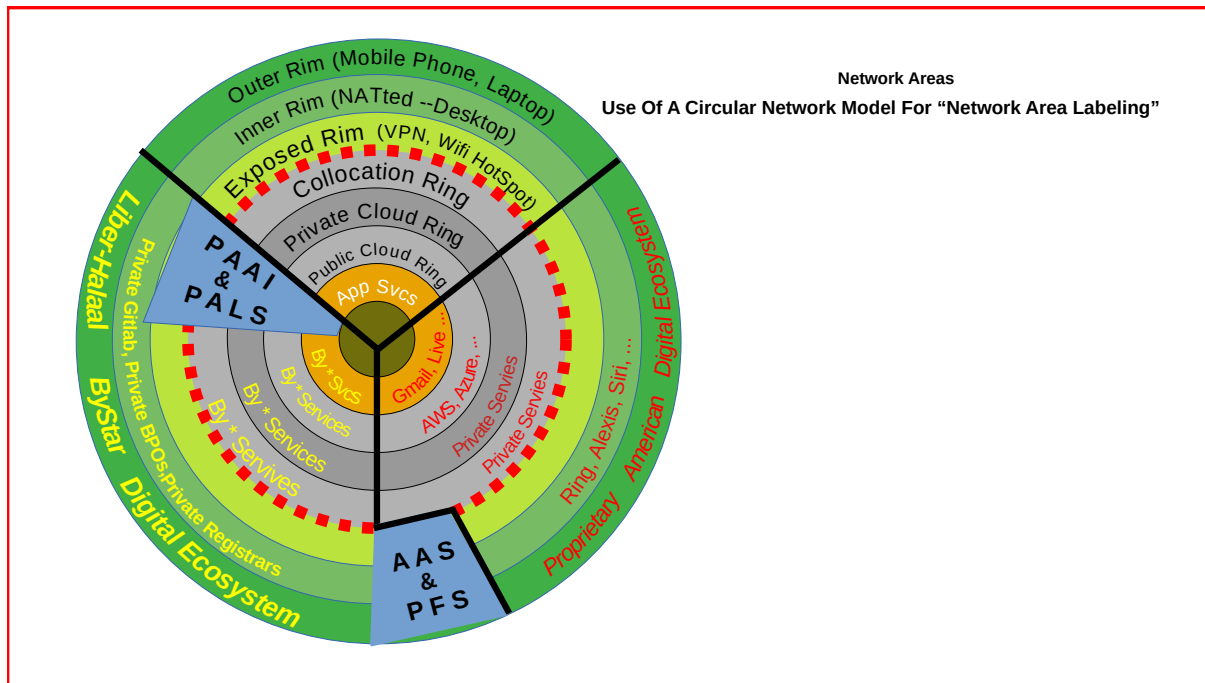 Network Areas
Use Of A Circular Network Model For “Network Area Labeling”
Outer Rim (Mobile Phone, Laptop)
Inner Rim (NATted --Desktop)
Exposed Rim (VPN, Wifi HotSpot)
Collocation Ring
Private Cloud Ring
Public Cloud Ring
App Svcs
PAAI
&
PALS
Liber-Halaal ByStar Digital Ecosystem
Private Gitlab, Private BPOs,Private Registrars
By * Servives
By * Services
By * Services
By * Svcs
Gmail, Live ...
AWS, Azure, ...
Private Servies
Private Servies
Ring, Alexis, Siri, ...
Proprietary American Digital Ecosystem
AAS
&
PFS